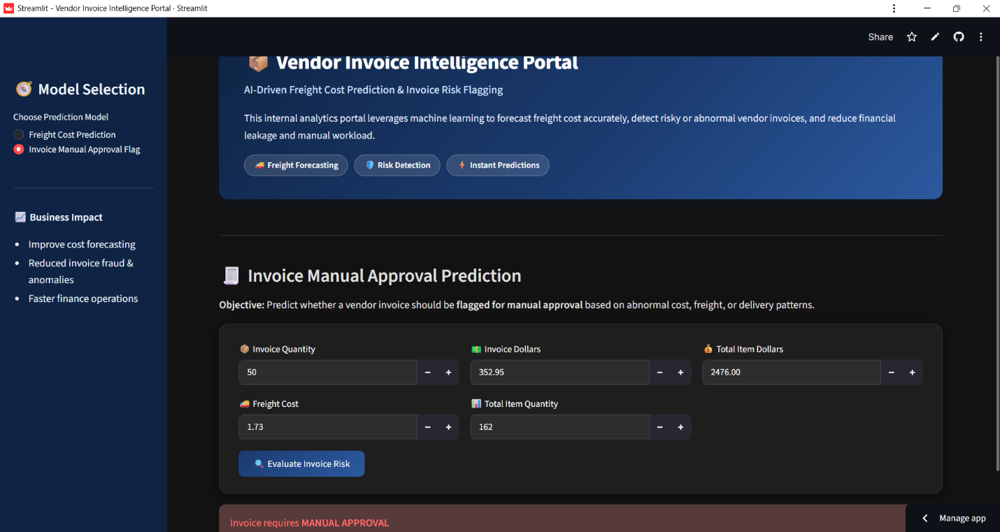 Streamlit - Vendor Invoice Intelligence Portal · Streamlit
Share
Model Selection
Choose Prediction Model
Freight Cost Prediction
Invoice Manual Approval Flag
Business Impact
• Improve cost forecasting
• Reduced invoice fraud &
anomalies
• Faster finance operations
Vendor Invoice Intelligence Portal
AI-Driven Freight Cost Prediction & Invoice Risk Flagging
This internal analytics portal leverages machine learning to forecast freight cost accurately, detect risky or abnormal vendor invoices, and reduce financial
leakage and manual workload.
Freight Forecasting
Risk Detection
Instant Predictions
Invoice Manual Approval Prediction
Objective: Predict whether a vendor invoice should be flagged for manual approval based on abnormal cost, freight, or delivery patterns.
Invoice Quantity
50
Invoice Dollars
352.95
Total Item Dollars
2476.00
Freight Cost
1.73
Total Item Quantity
162
Evaluate Invoice Risk
Invoice requires MANUAL APPROVAL
Manage app